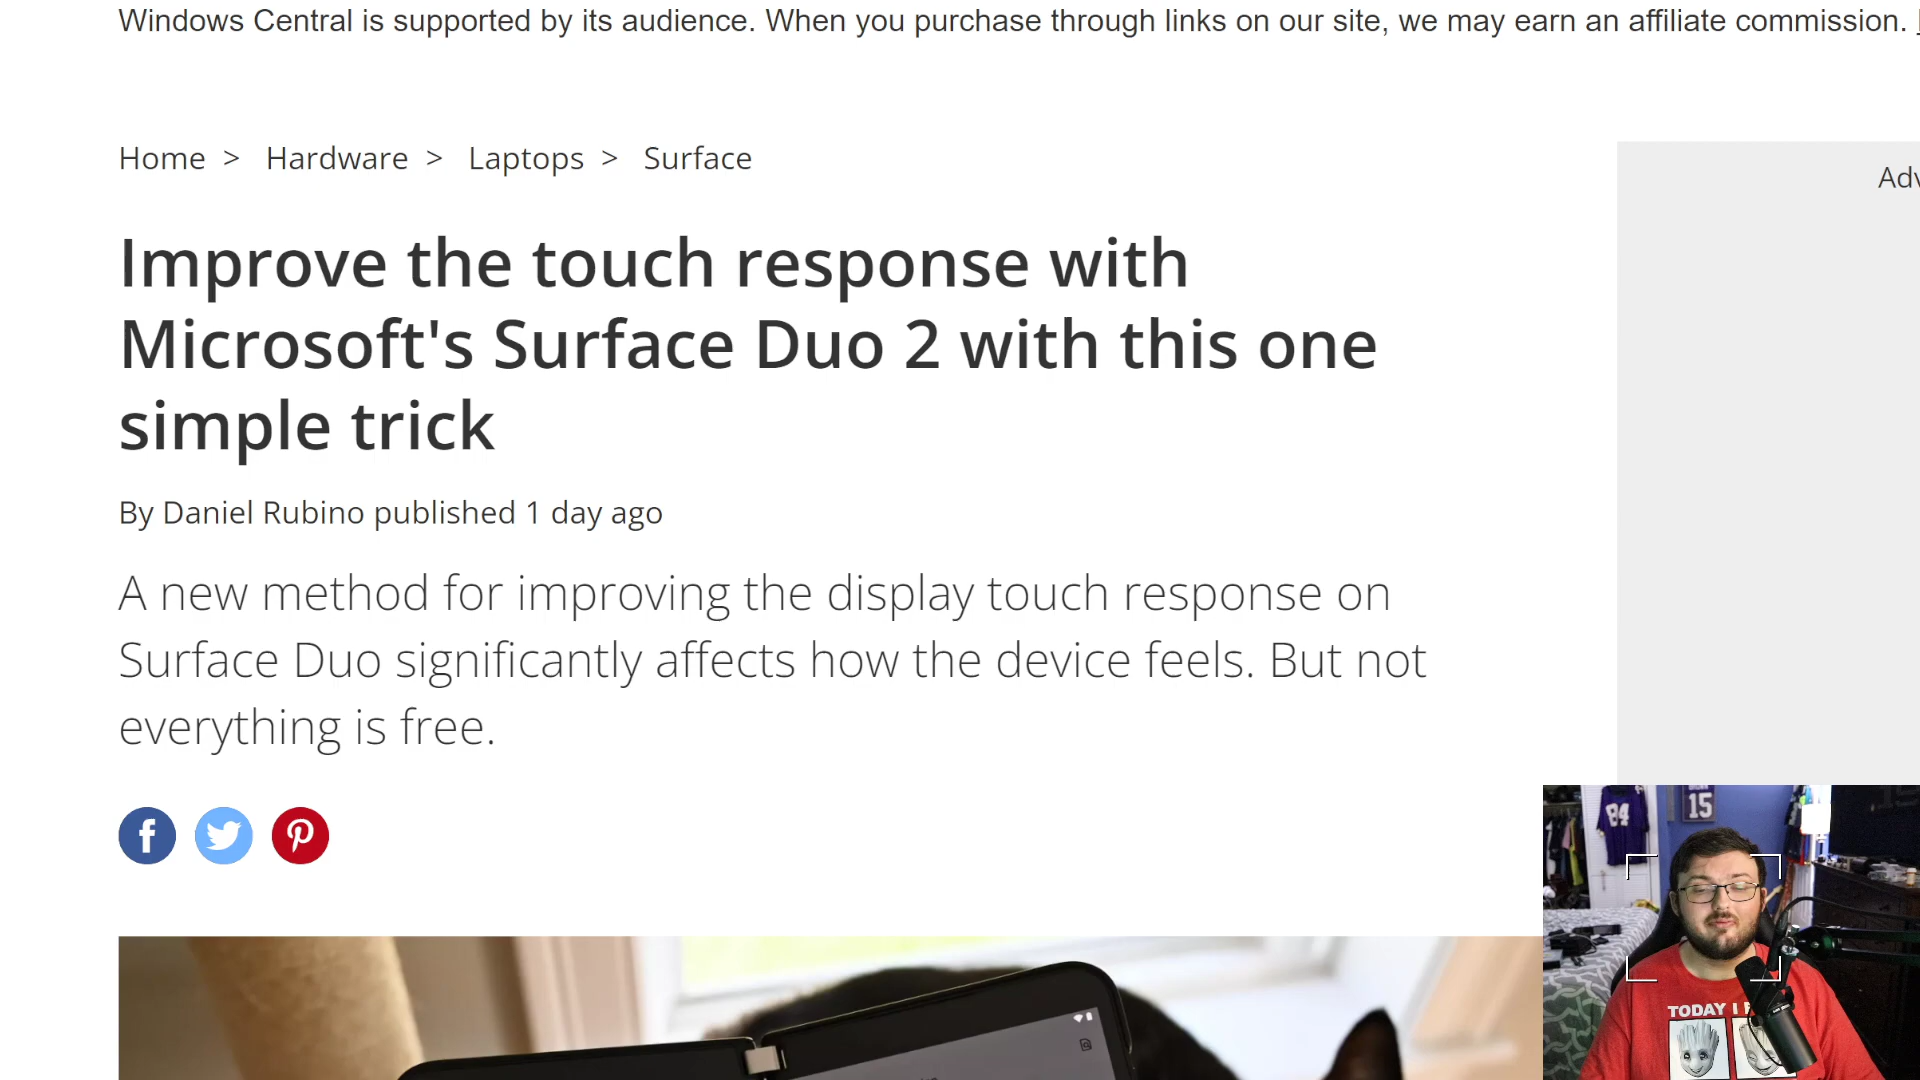 Windows Central is supported by its audience. When you purchase through links on our site, we may earn an affiliate commission.
Home > Hardware > Laptops > Surface
Adv
Improve the touch response with
Microsoft's Surface Duo 2 with this one
simple trick
By Daniel Rubino published 1 day ago
A new method for improving the display touch response on
Surface Duo significantly affects how the device feels. But not
everything is free.
84
15
TODAY I